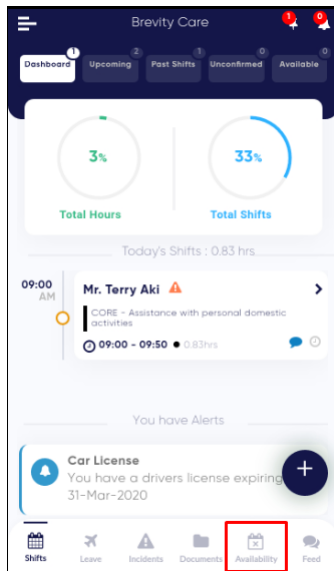 Brevity Care
1
0
1
2
1
0
0
Dashboard
Upcoming
Past Shifts
Unconfirmed
Available
3%
33%
Total Hours
Total Shifts
Today's Shifts : 0.83 hrs
09:00
AM
Mr. Terry Aki
CORE - Assistance with personal domestic
activities
09:00 - 09:50 ● 0.83hrs
You have Alerts
Car License
You have a drivers license expiring
31-Mar-2020
Shifts
Leave
Incidents
Documents
Availability
Feed